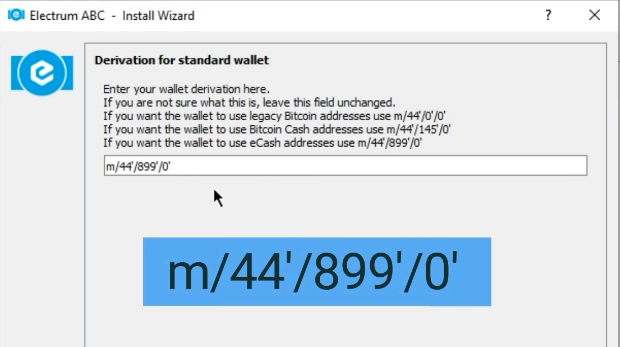 Electrum ABC - Install Wizard
Derivation for standard wallet
Enter your wallet derivation here.
If you are not sure what this is, leave this field unchanged.
If you want the wallet to use legacy Bitcoin addresses use m/44'/0'/0'
If you want the wallet to use Bitcoin Cash addresses use m/44'/145'/0'
If you want the wallet to use eCash addresses use m/44'/899'/0'
m/44'/899'/0'
m/44'/899'/0'